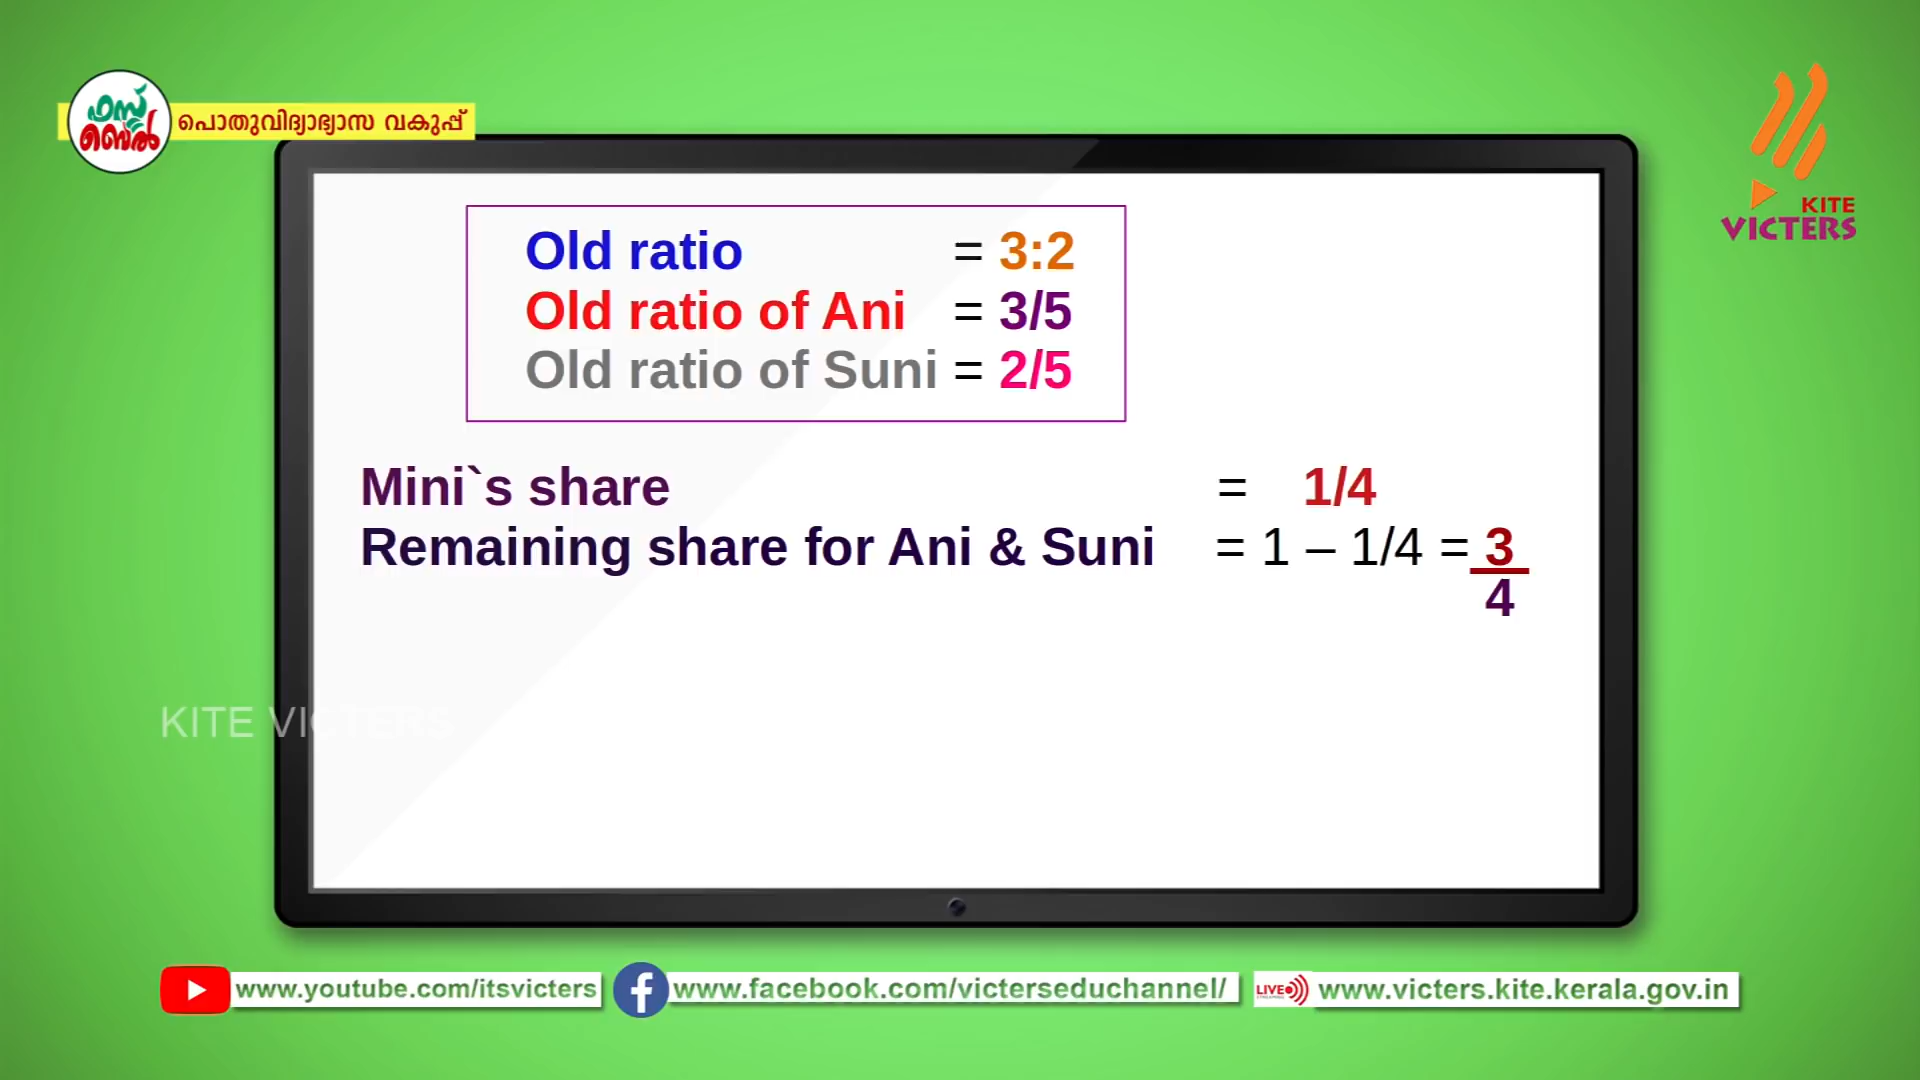 ഫസ്റ്റ്
ബെൽ
പൊതുവിദ്യാഭ്യാസ വകുപ്പ്
KITE
VICTERS
Old ratio = 3:2
Old ratio of Ani = 3/5
Old ratio of Suni = 2/5
Mini`s share = 1/4
Remaining share for Ani & Suni = 1 – 1/4 = 3
4
KITE VICTERS
www.youtube.com/itsvicters
www.facebook.com/victerseduchannel/
LIVE
www.victers.kite.kerala.gov.in